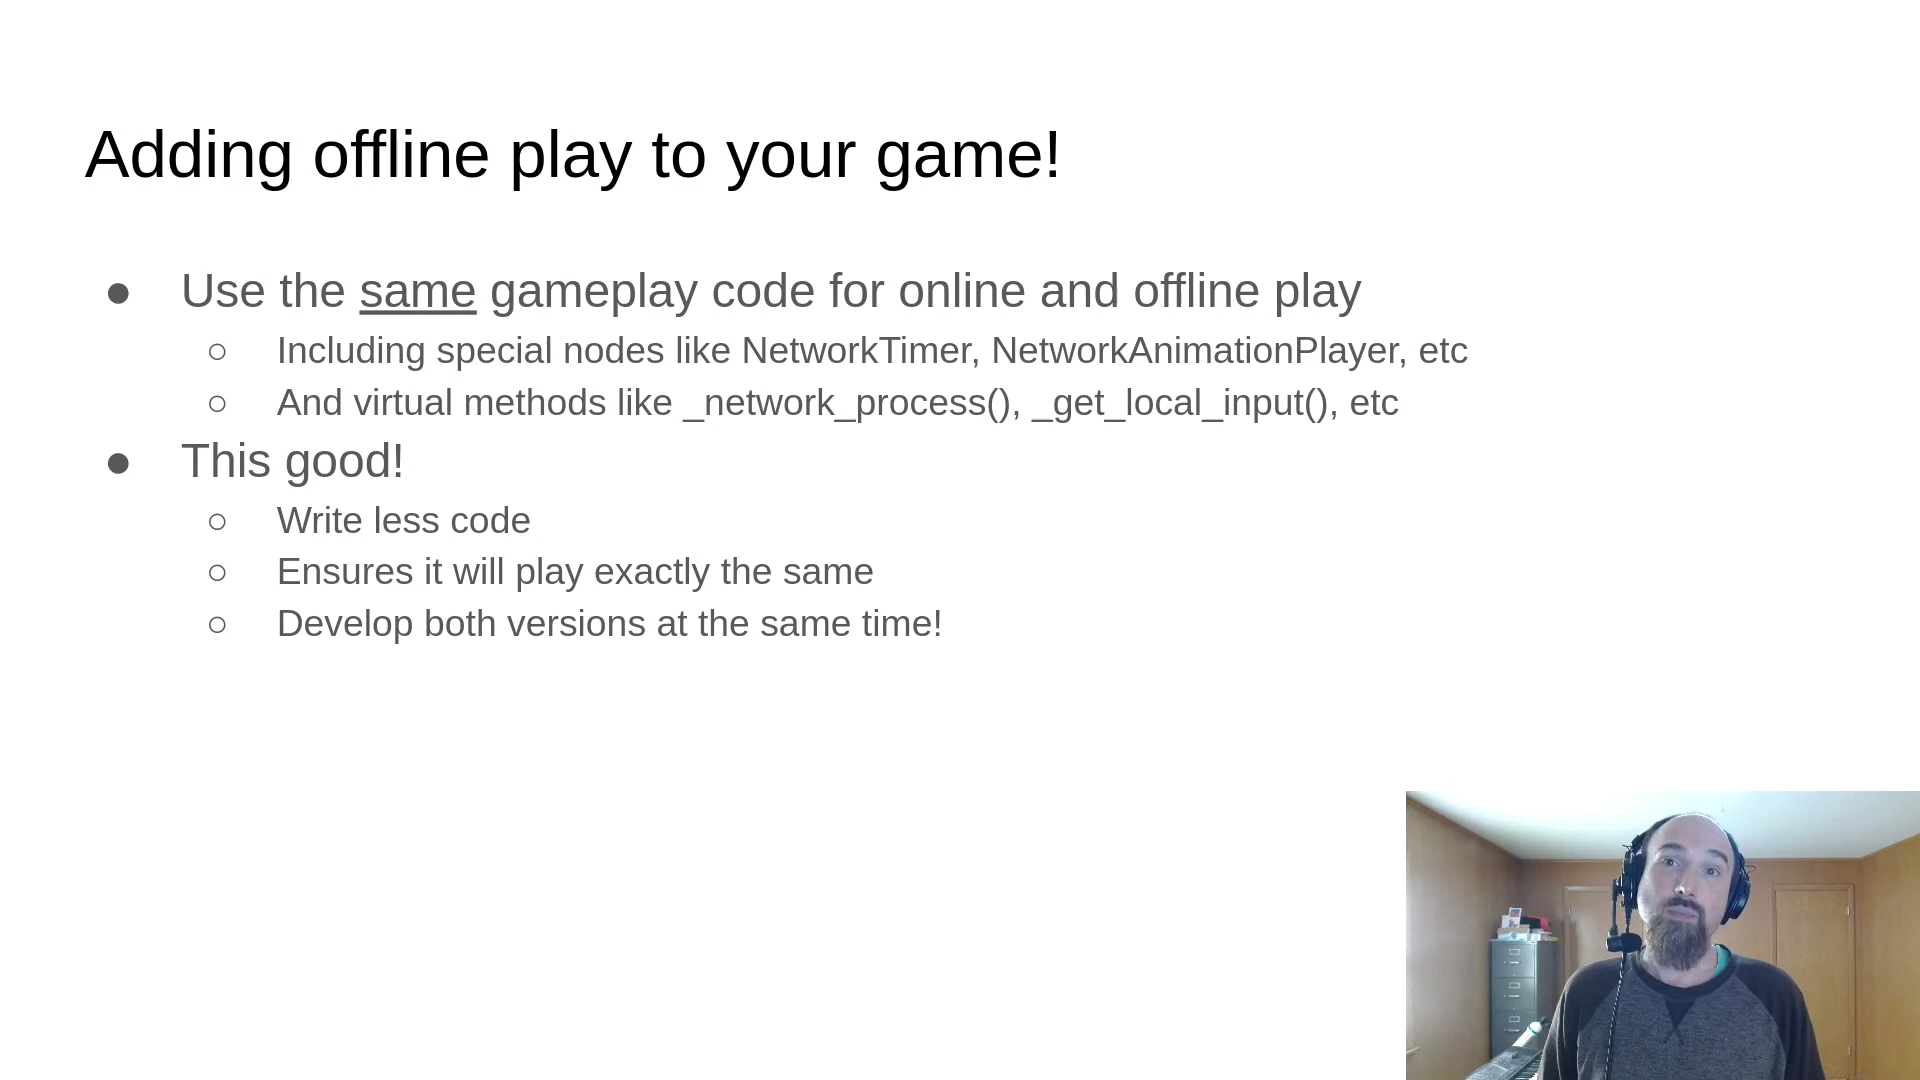 Adding offline play to your game!
● Use the same gameplay code for online and offline play
○ Including special nodes like NetworkTimer, NetworkAnimationPlayer, etc
○ And virtual methods like _network_process(), _get_local_input(), etc
● This good!
○ Write less code
○ Ensures it will play exactly the same
○ Develop both versions at the same time!